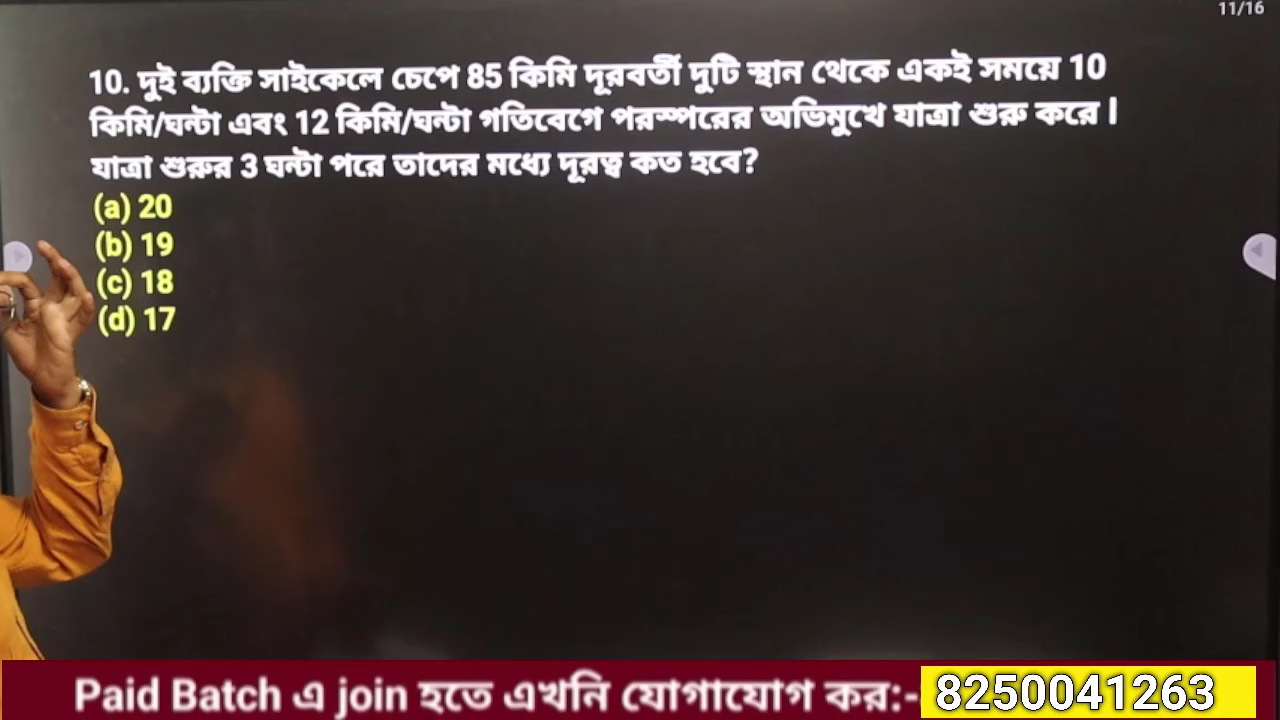 11/16
10. দুই ব্যক্তি সাইকেলে চেপে 85 কিমি দূরবর্তী দুটি স্থান থেকে একই সময়ে 10
কিমি/ঘন্টা এবং 12 কিমি/ঘন্টা গতিবেগে পরস্পরের অভিমুখে যাত্রা শুরু করে।
যাত্রা শুরুর 3 ঘন্টা পরে তাদের মধ্যে দূরত্ব কত হবে?
(a) 20
(b) 19
(c) 18
(d) 17
Paid Batch এ join হতে এখনি যোগাযোগ কর:- 8250041263